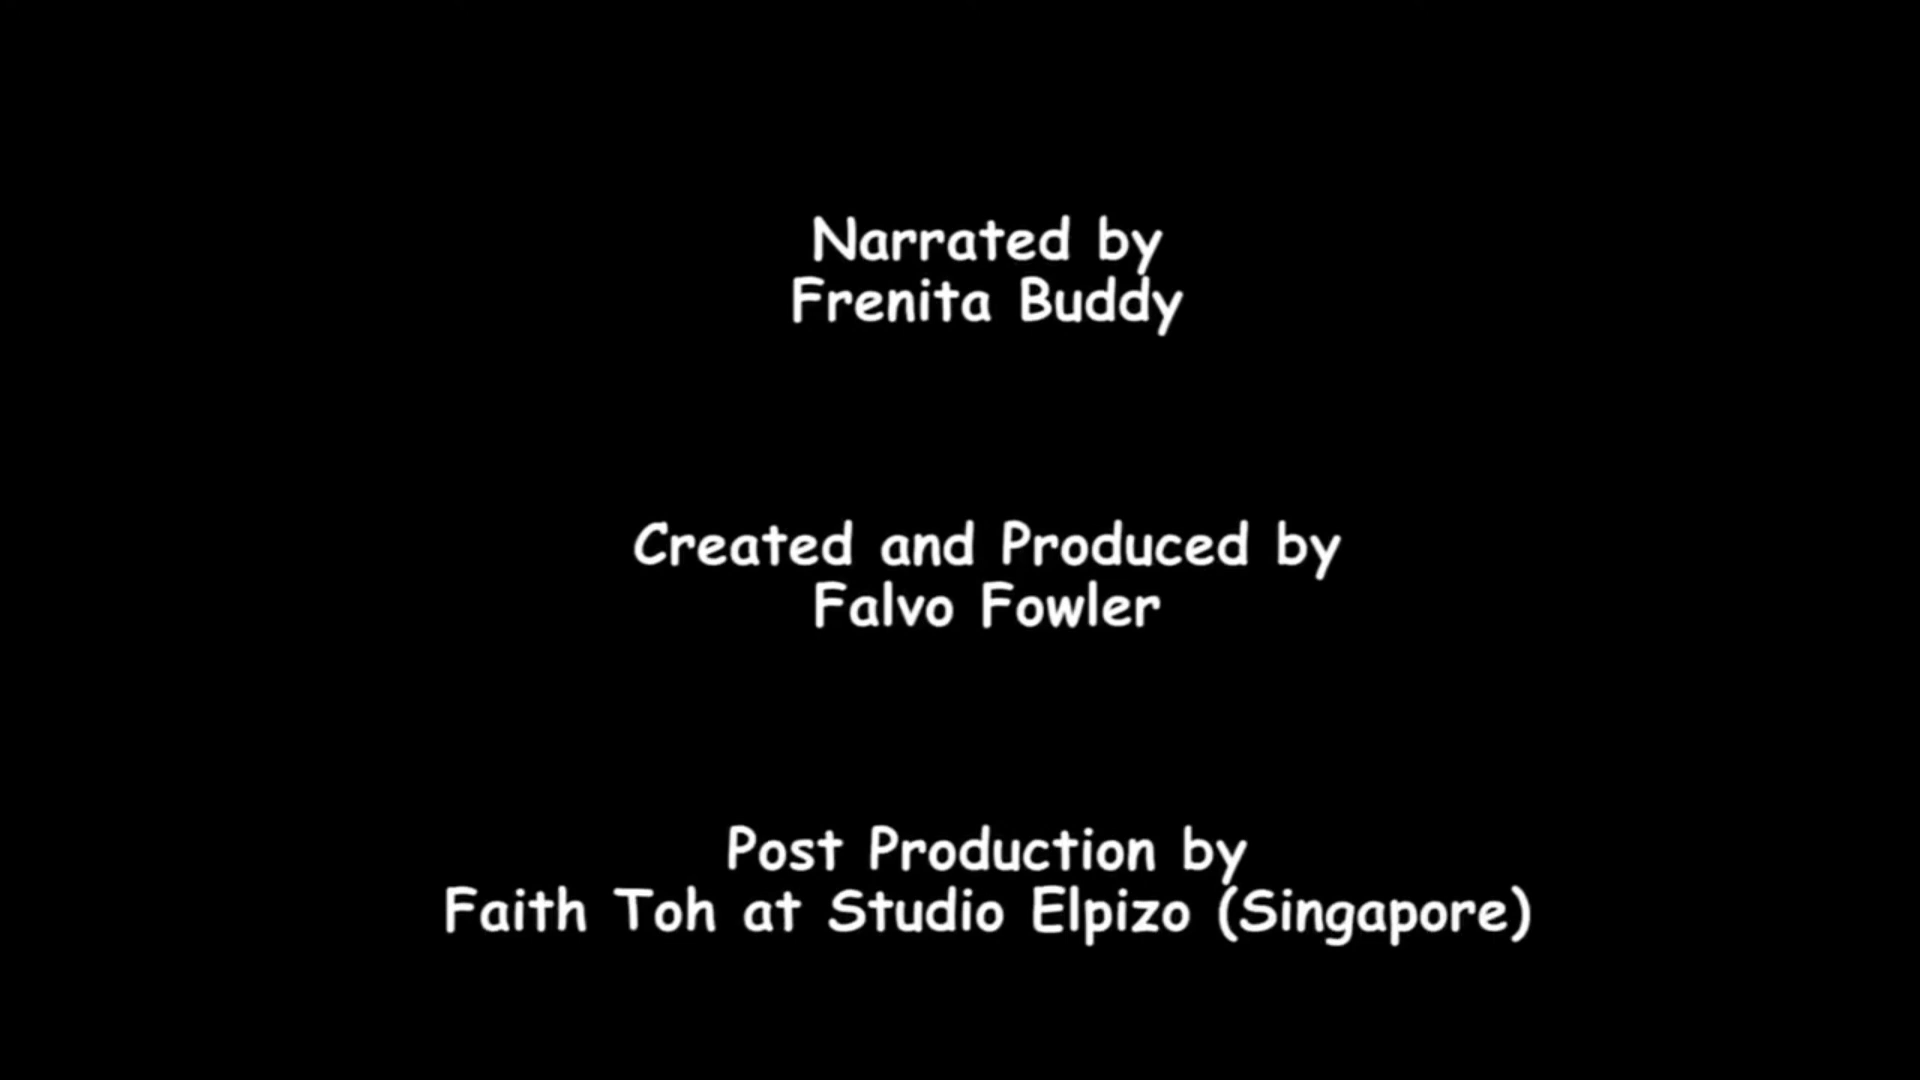 Narrated by
Frenita Buddy
Created and Produced by
Falvo Fowler
Post Production by
Faith Toh at Studio Elpizo (Singapore)